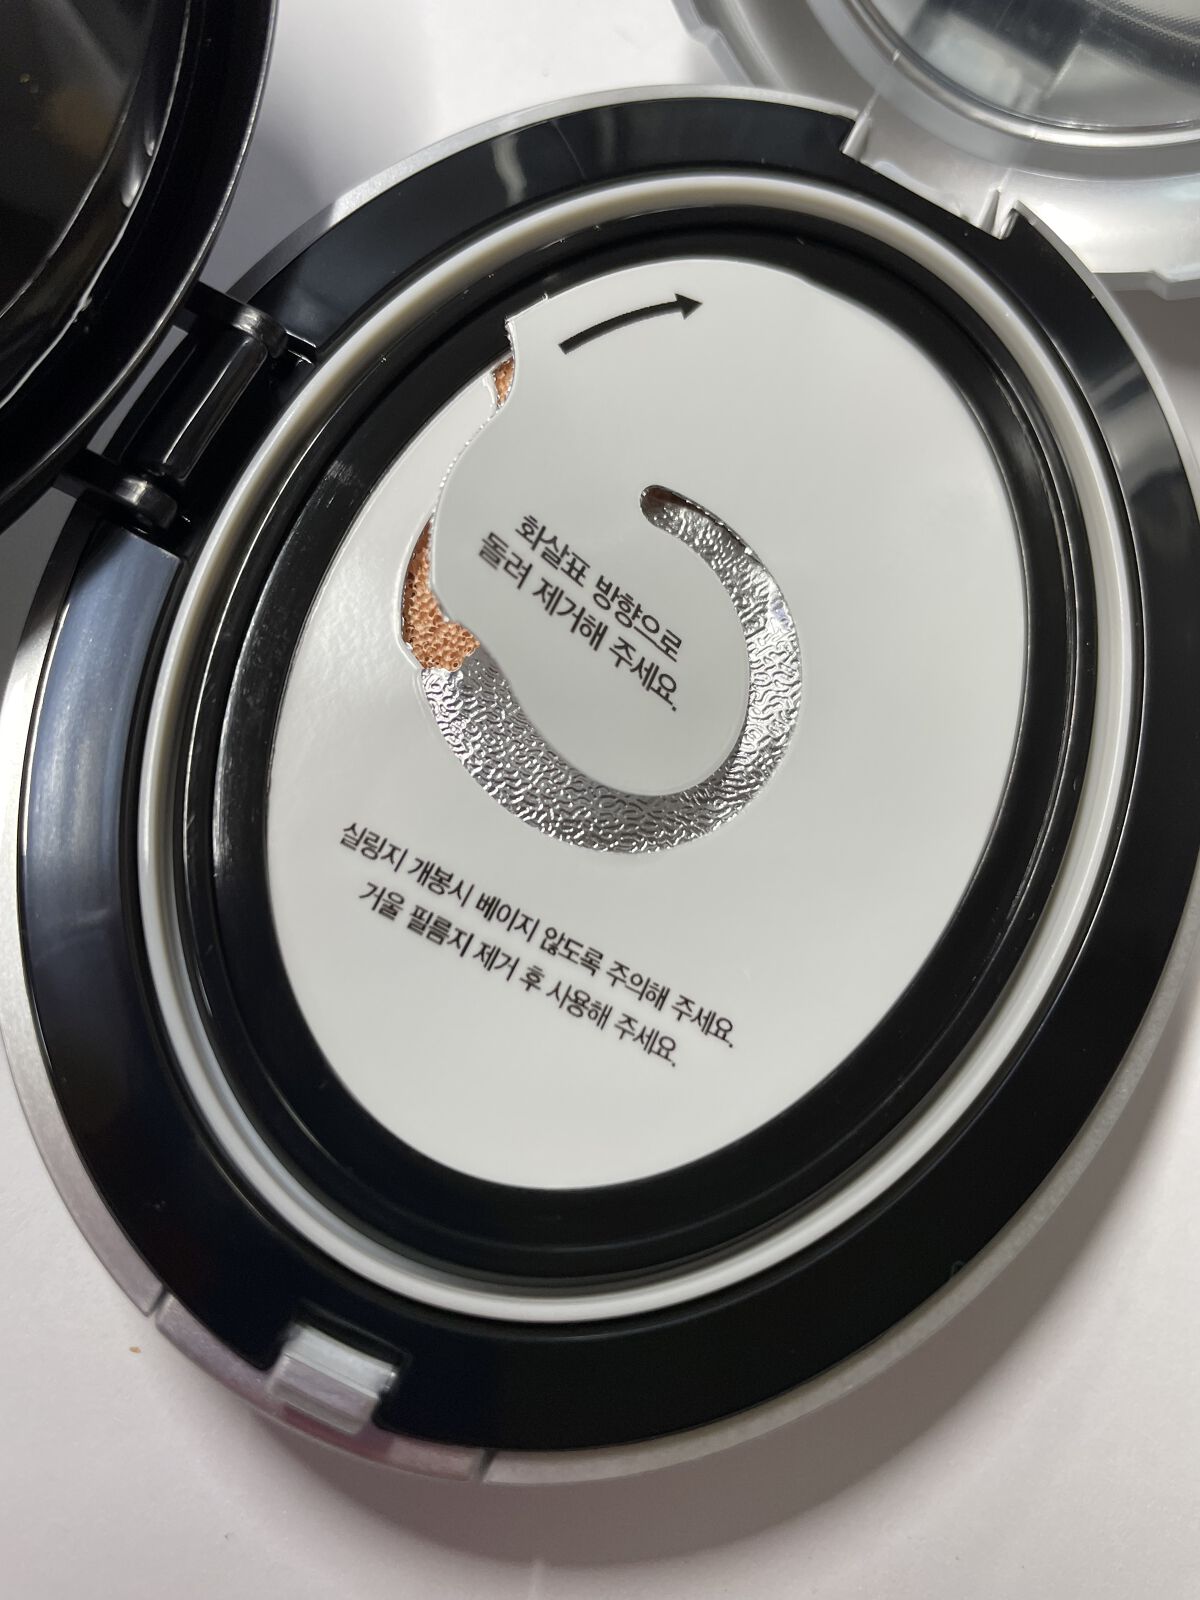 화살표 방향으로
돌려 제거해 주세요.
실링지 개봉시 베이지 않도록 주의해 주세요.
거울 필름지 제거 후 사용해 주세요.